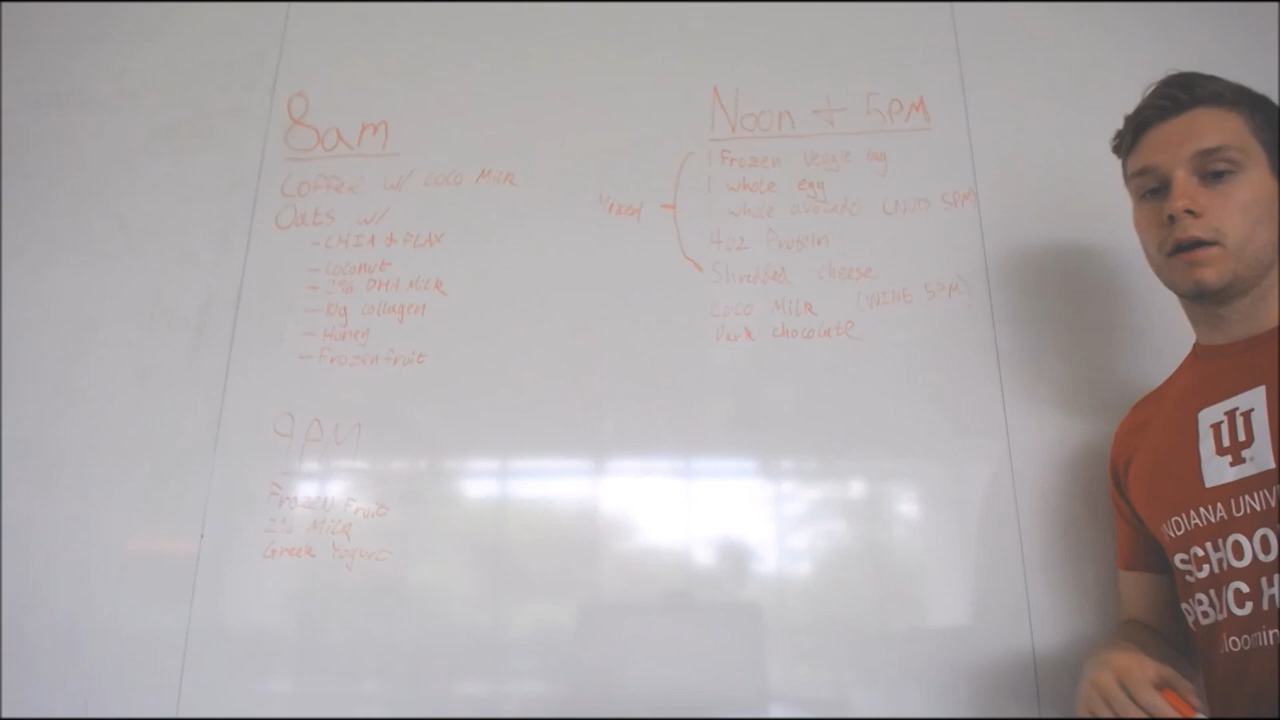 8am
Coffee w/ Coco Milk
Oats w/
- CHIA + FLAX
- Coconut
- 2% DHA Milk
- 10g collagen
- Honey
- Frozen fruit
9PM
Frozen Fruit
2% Milk
Greek Yogurt
Noon + 5PM
1 Frozen Veggie bag
1 whole egg
1 whole avocado (NUTS 5PM)
4oz Protein
Shredded cheese
Coco Milk (WINE 5PM)
Dark chocolate
Mixed
INDIANA UNIV
SCHOO
PUBLIC H
loomin